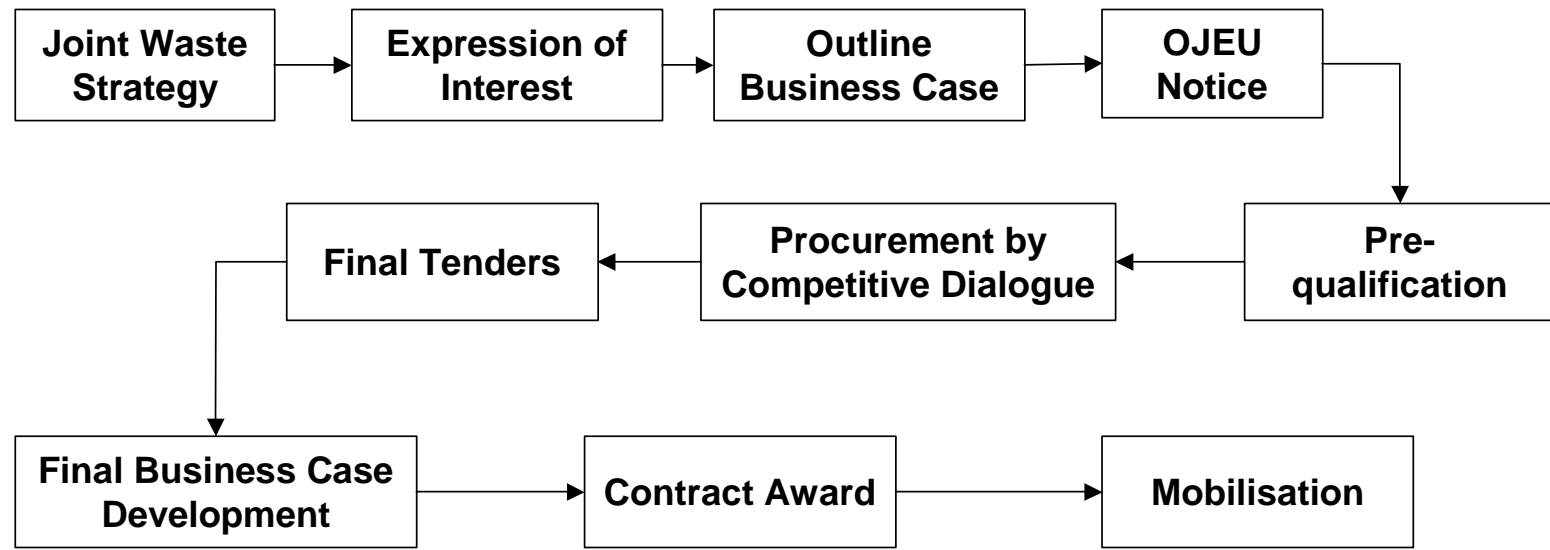 Joint Waste
Strategy
Expression of
Interest
Outline
Business Case
OJEU
Notice
Pre-
qualification
Procurement by
Competitive Dialogue
Final Tenders
Final Business Case
Development
Contract Award
Mobilisation